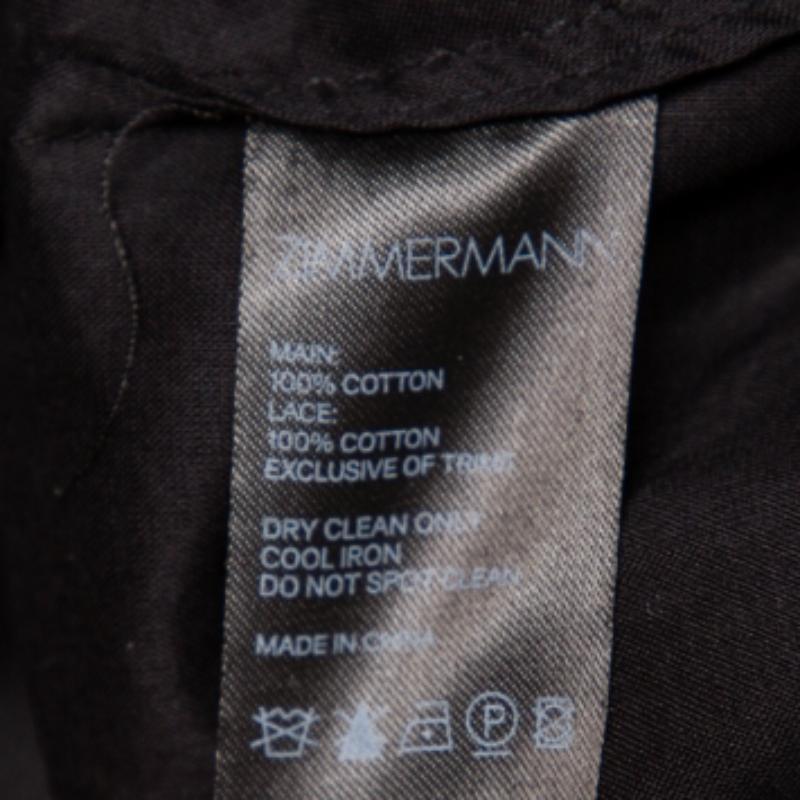 ZIMMERMANN
MAIN:
100% COTTON
LACE:
100% COTTON
EXCLUSIVE OF TRIMS
DRY CLEAN ONLY
COOL IRON
DO NOT SPOT CLEAN
MADE IN CHINA
P